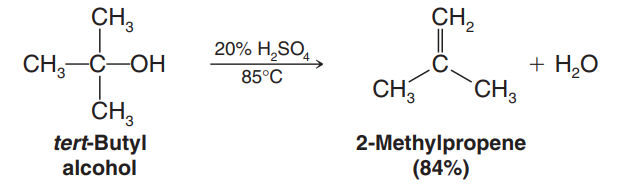 CH3 CH2
CH3—C—OH 20% H2SO4 C + H2O
85°C
CH3 CH3
CH3
tert-Butyl 2-Methylpropene
alcohol (84%)